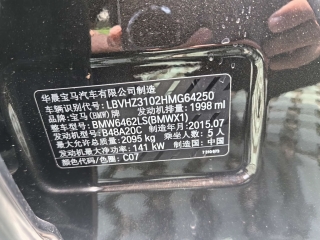 华晨宝马汽车有限公司制造
车辆识别代号: LBVHZ3102HMG64250
品牌: 宝马(BMW)牌 发动机排量: 1998 ml
整车型号: BMW6462LS(BMWX1)
发动机型号: B48A20C 制造年月: 2015.07
最大允许总质量: 2095 kg 乘坐人数: 5 人
发动机最大净功率: 141 kW 制造国: 中国
颜色代码/色圈: C07